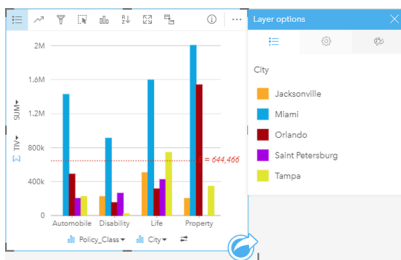 Layer options
City
Jacksonville
Miami
Orlando
Saint Petersburg
Tampa
2M
1.6M
1.2M
800k
400k
0
SUM
TIV
= 644,466
Automobile Disability Life Property
Policy_Class City